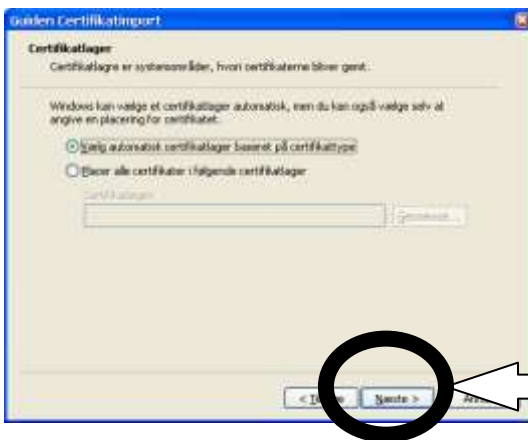 Guiden Certifikatimport
Certifikatlager
Certifikatlagre er systemområder, hvori certifikaterne bliver gemt.
Windows kan vælge et certifikatlager automatisk, men du kan også vælge selv at
angive en placering for certifikatet.
Vælg automatisk certifikatlager baseret på certifikattype
Placer alle certifikater i følgende certifikatlager
Certifikatlager:
Gennemse...
Næste >